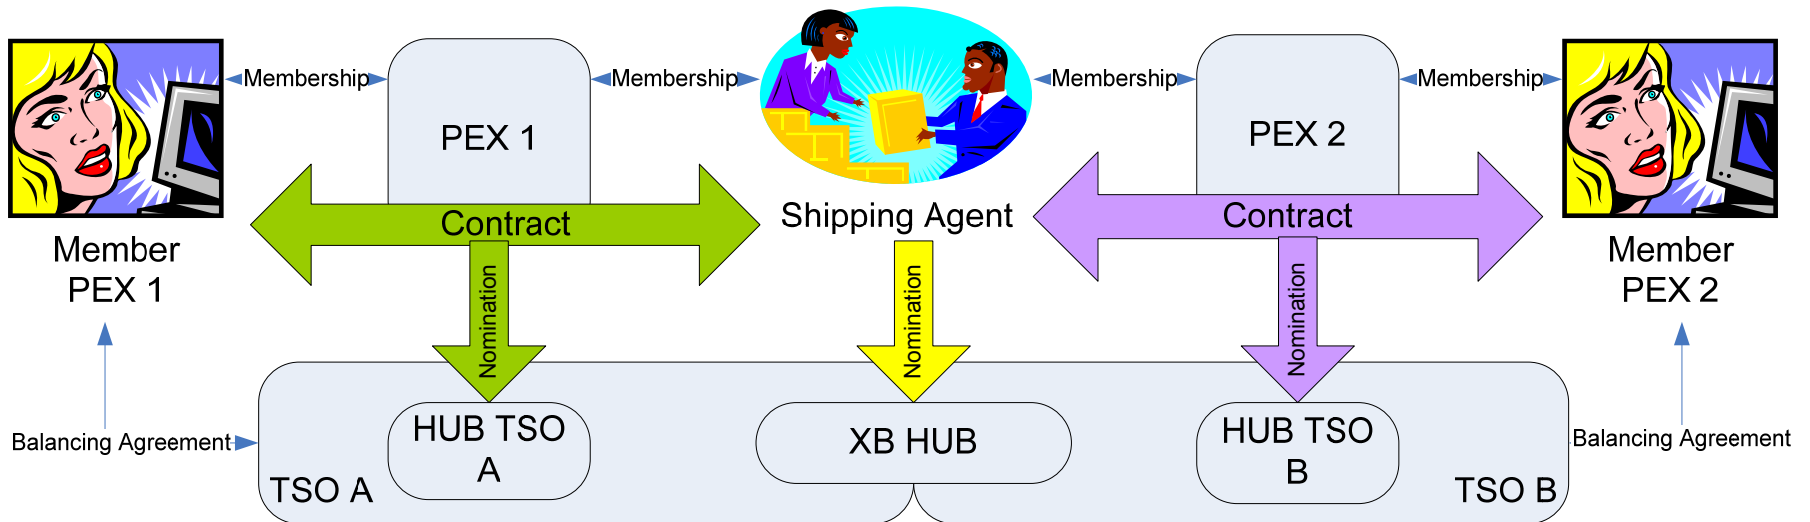 Membership
Membership
Membership
Membership
PEX 1
PEX 2
Contract
Shipping Agent
Contract
Member
PEX 1
Member
PEX 2
Nomination
Nomination
Nomination
Balancing Agreement
HUB TSO
A
XB HUB
HUB TSO
B
Balancing Agreement
TSO A
TSO B